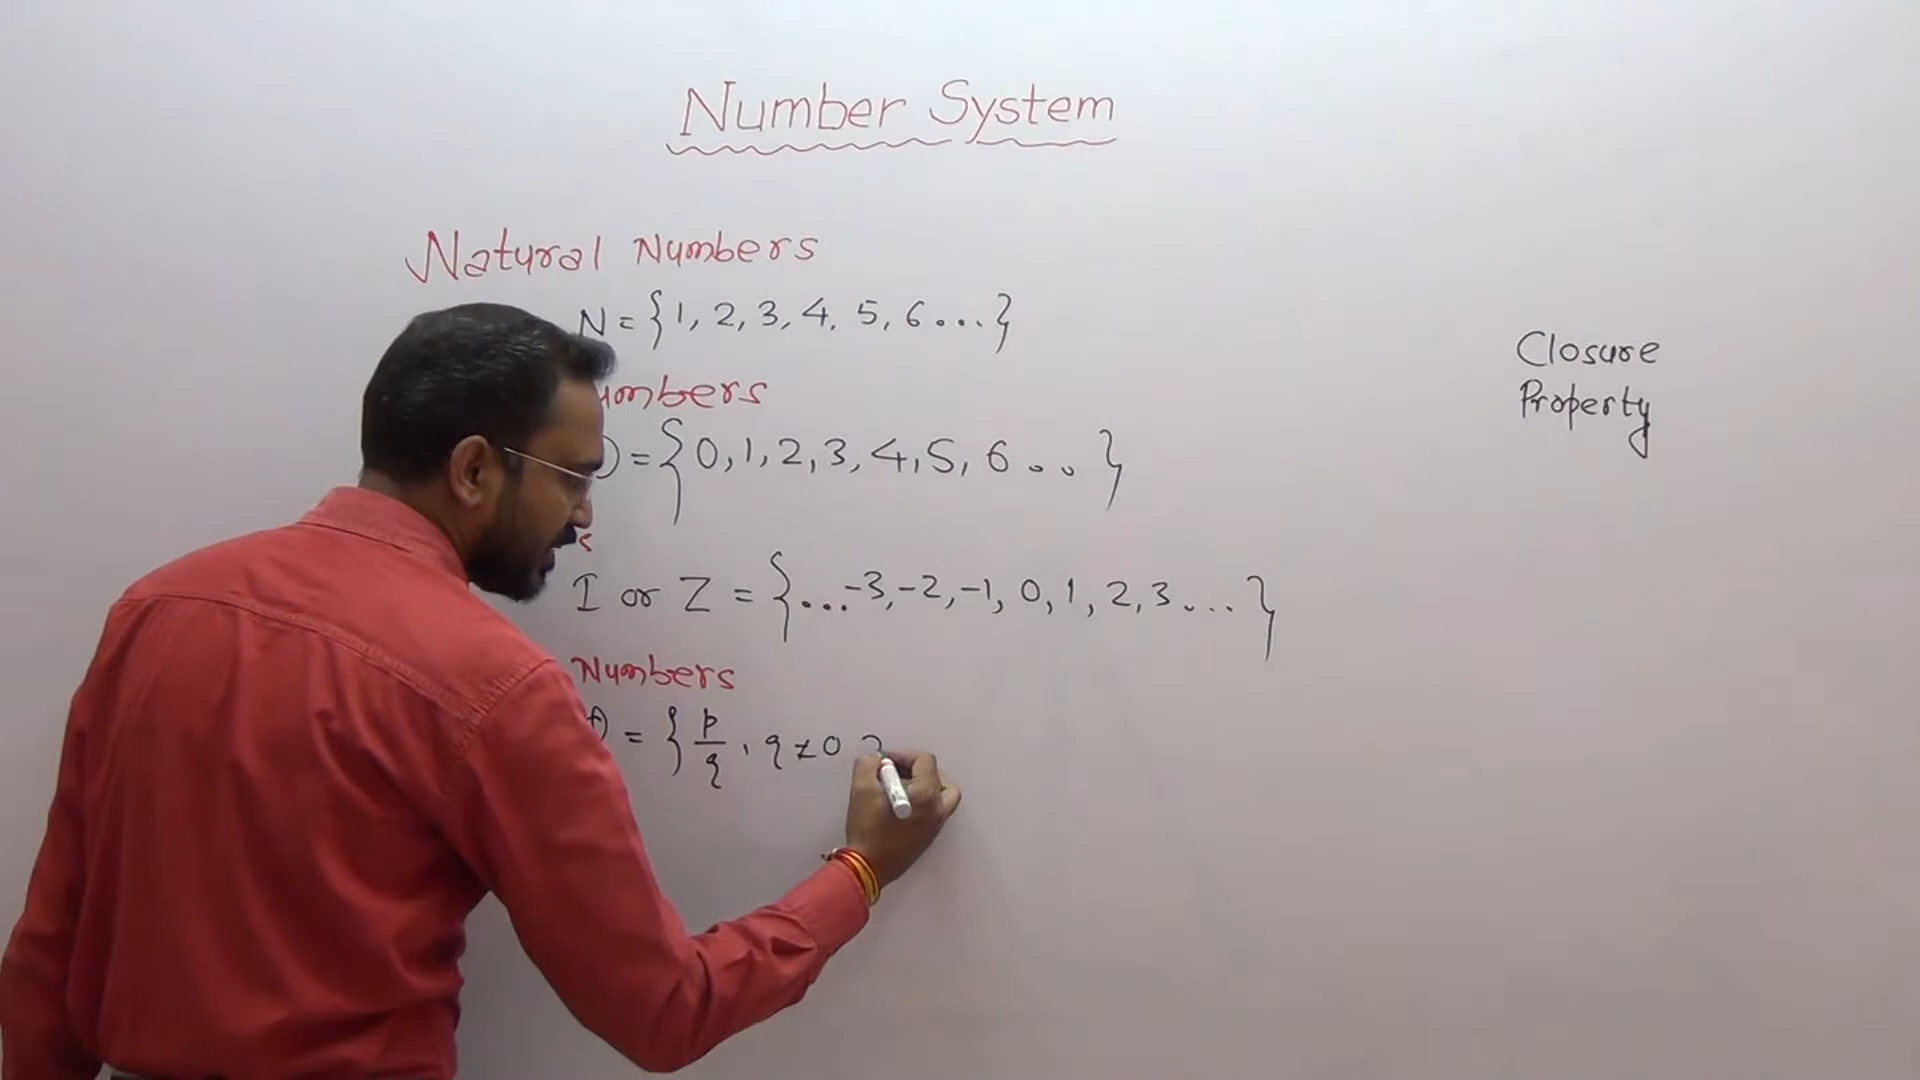 Number System
Natural Numbers
N = {1, 2, 3, 4, 5, 6...}
Numbers
= {0, 1, 2, 3, 4, 5, 6...}
I or Z = {...-3, -2, -1, 0, 1, 2, 3....}
Numbers
= {p/q, q≠0
Closure
Property